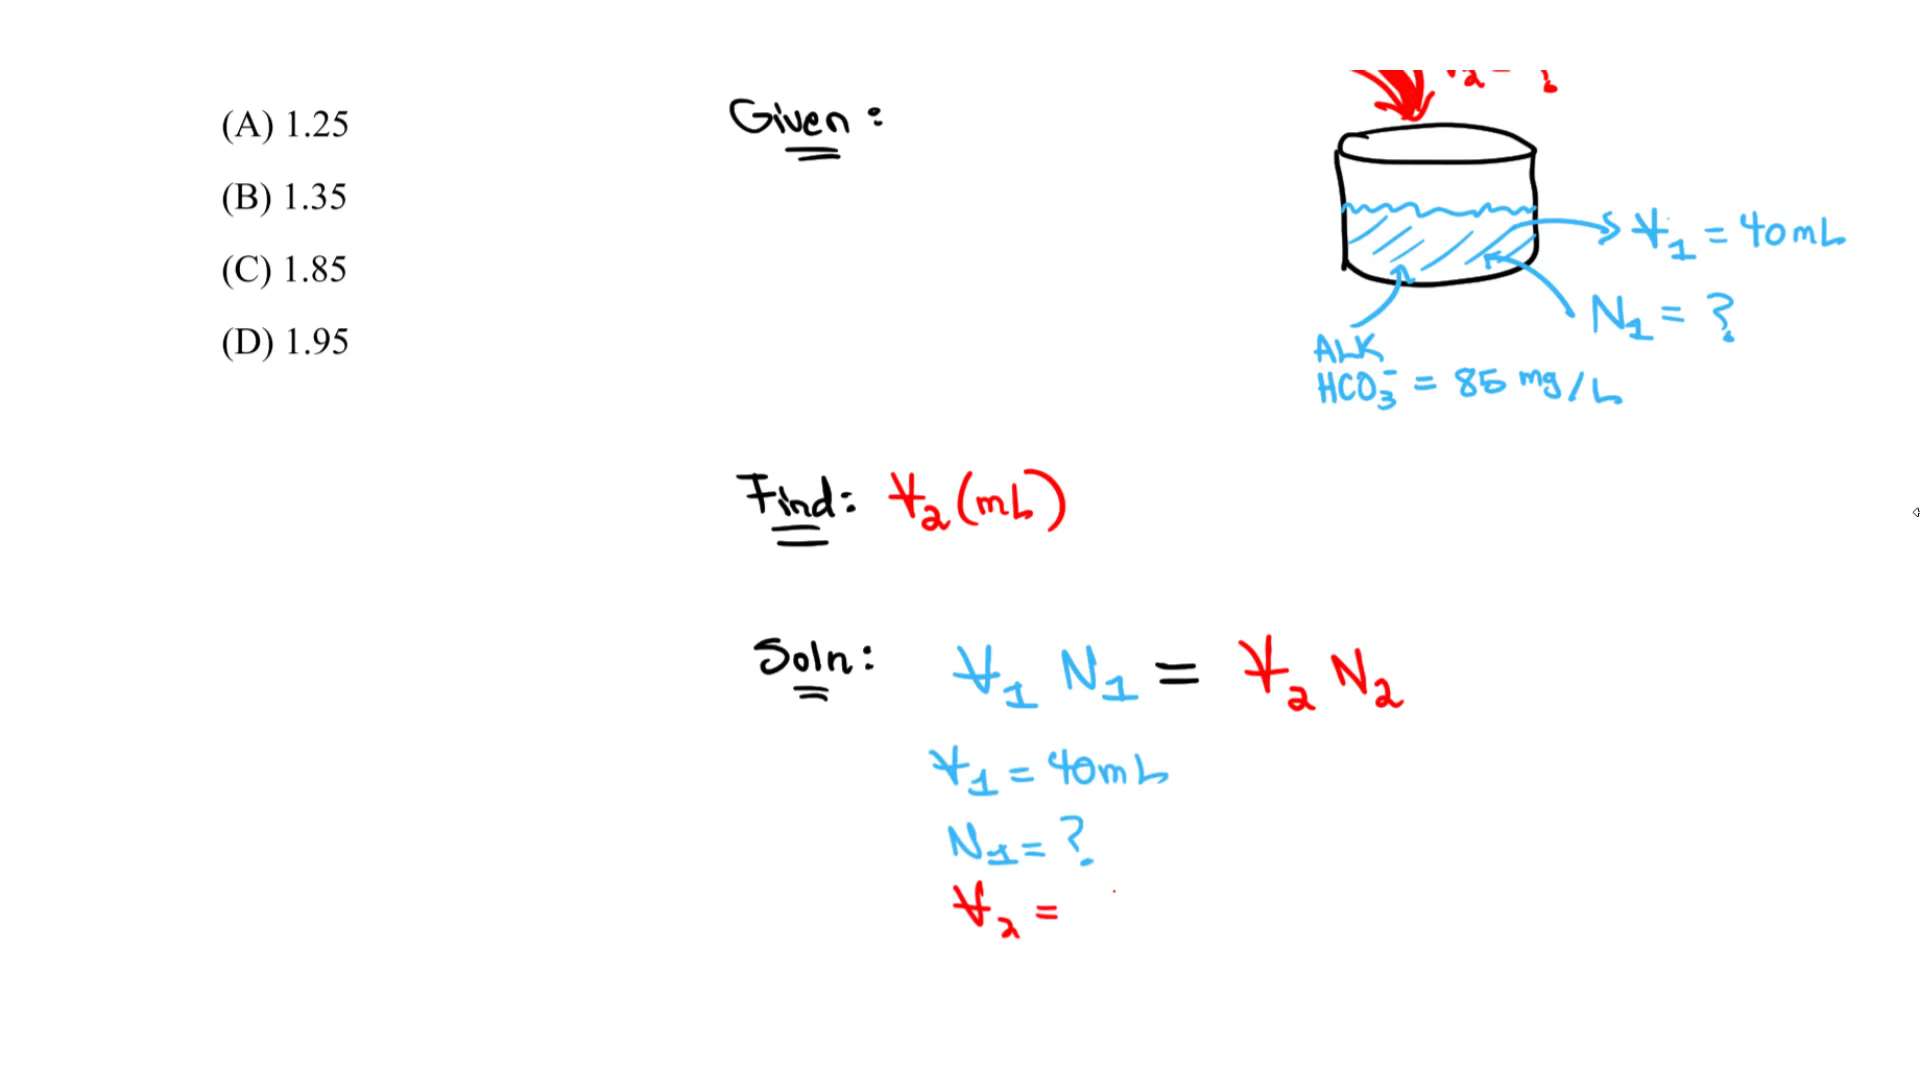 (A) 1.25
(B) 1.35
(C) 1.85
(D) 1.95
Given:
2 = ?
V1 = 40mL
N1 = ?
ALK
HCO3⁻ = 85 mg/L
Find: V2 (mL)
Soln: V1 N1 = V2 N2
V1 = 40mL
N1 = ?
V2 =